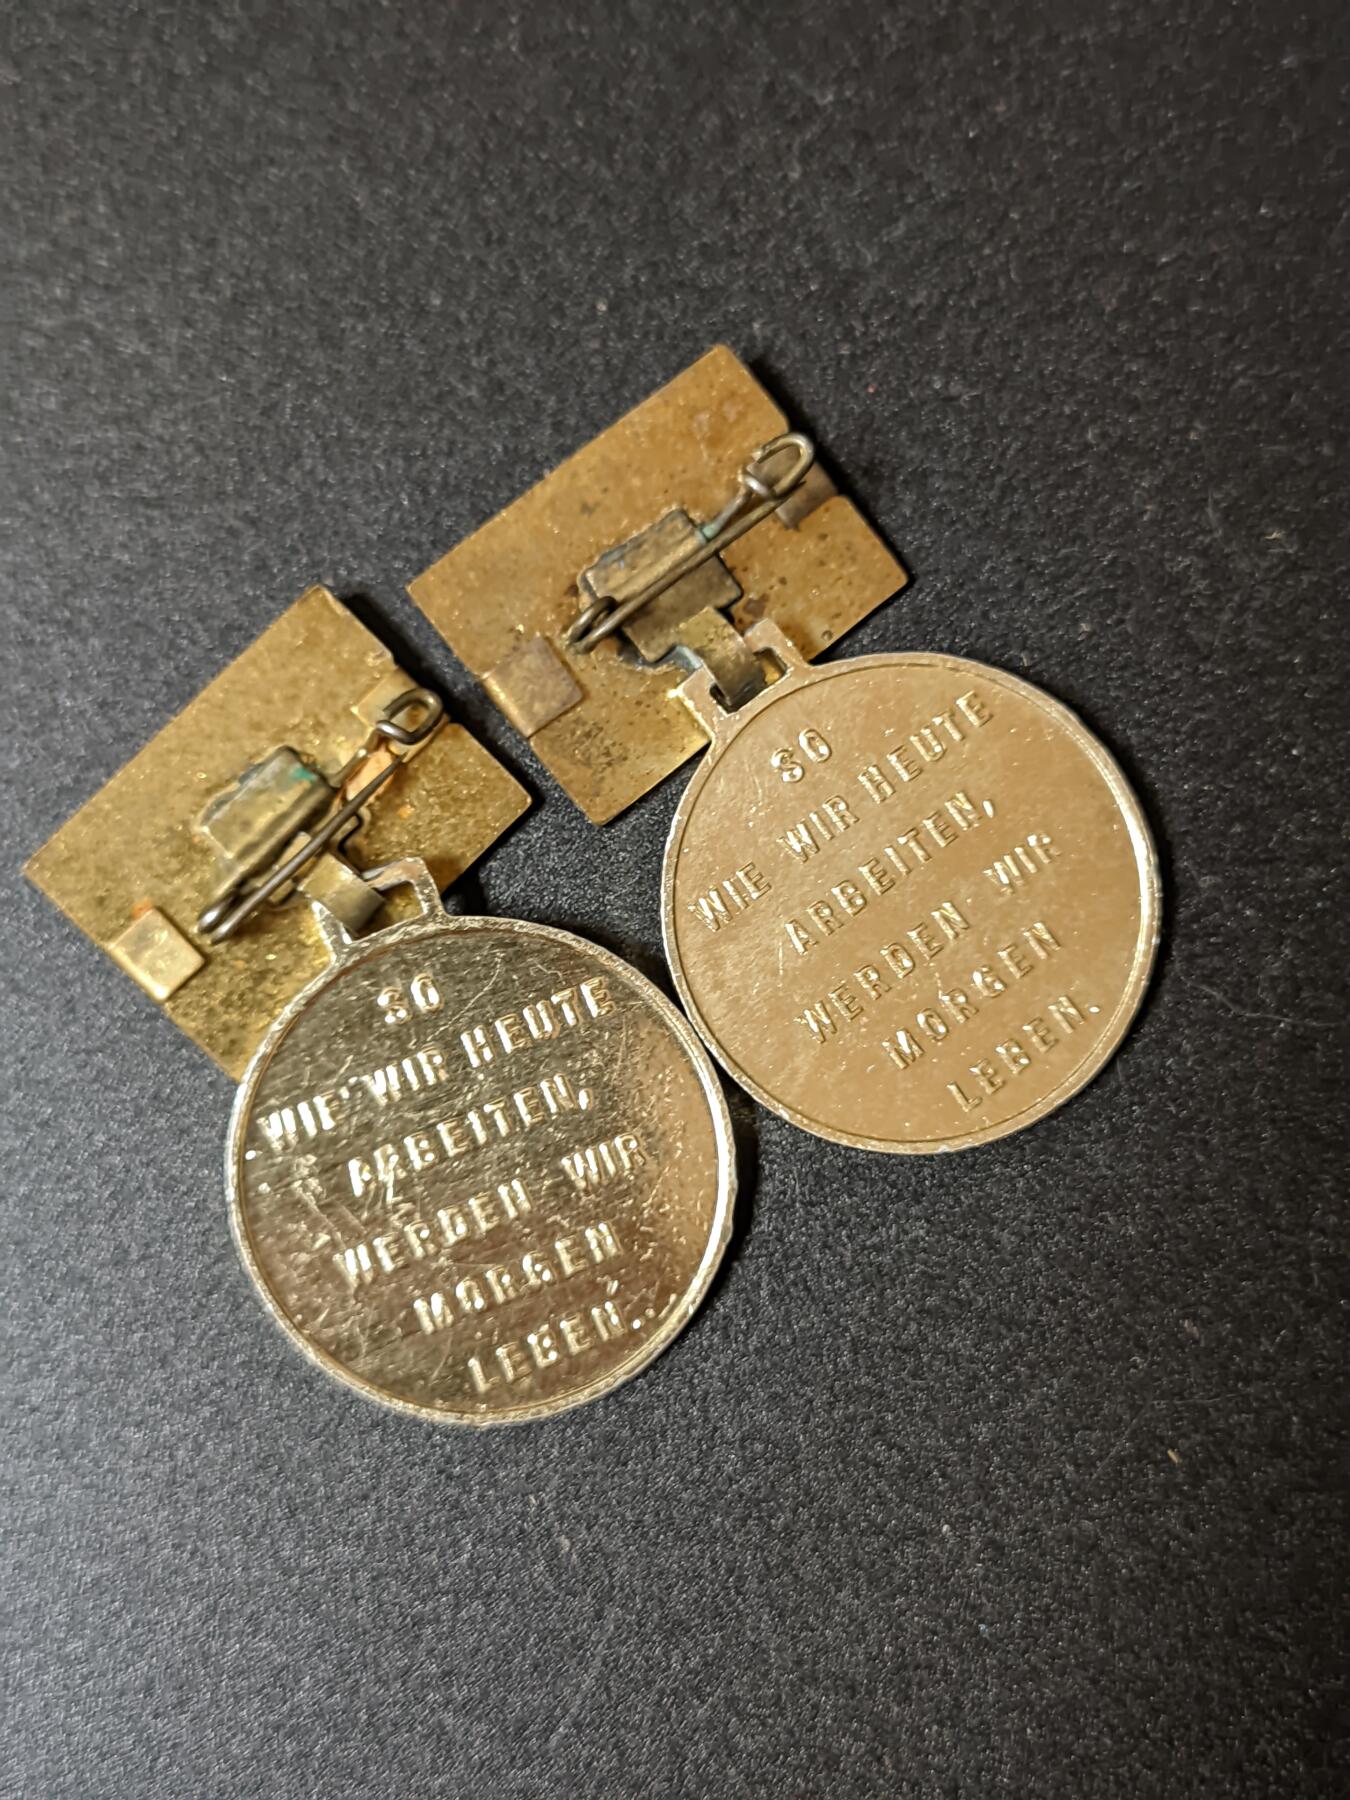 SO
WIE WIR HEUTE
ARBEITEN,
WERDEN WIR
MORGEN
LEBEN.
SO
WIE WIR HEUTE
ARBEITEN,
WERDEN WIR
MORGEN
LEBEN.